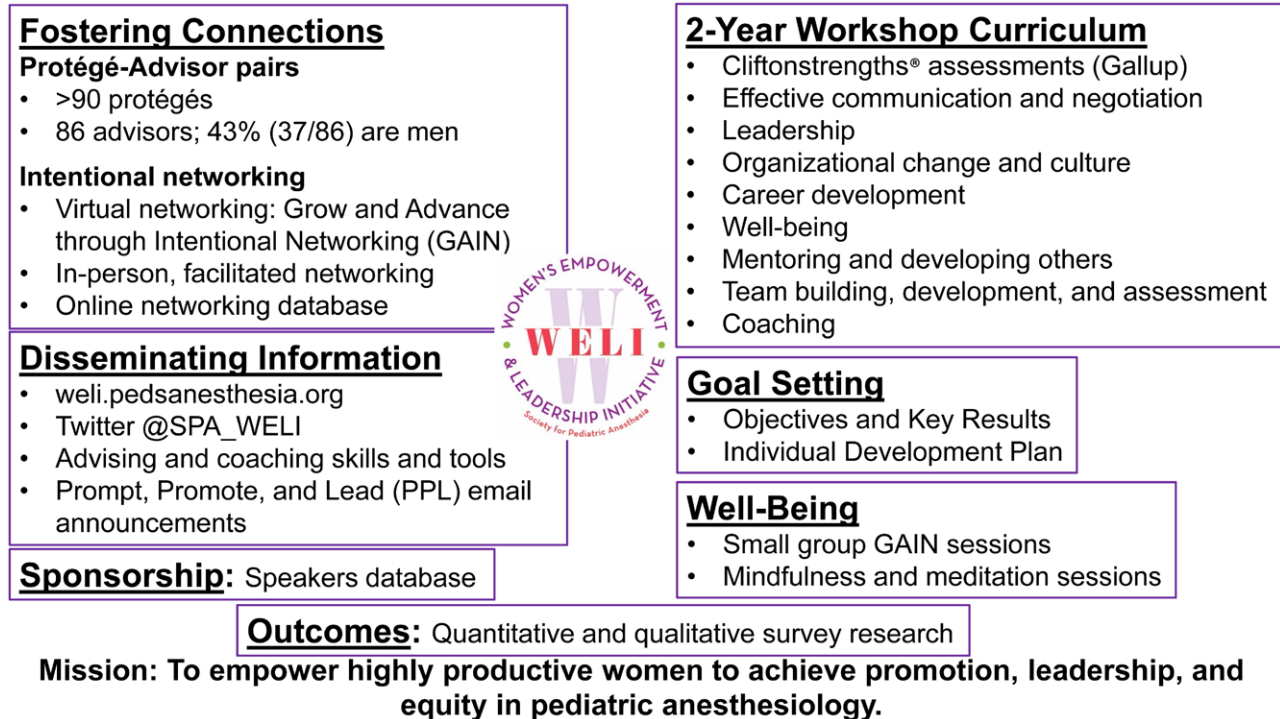 Fostering Connections
Protégé-Advisor pairs
• >90 protégés
• 86 advisors; 43% (37/86) are men
Intentional networking
• Virtual networking: Grow and Advance
through Intentional Networking (GAIN)
• In-person, facilitated networking
• Online networking database
Disseminating Information
• weli.pedsanesthesia.org
• Twitter @SPA_WELI
• Advising and coaching skills and tools
• Prompt, Promote, and Lead (PPL) email
announcements
Sponsorship: Speakers database
WOMEN'S EMPOWERMENT
W
WELI
& LEADERSHIP INITIATIVE
Society for Pediatric Anesthesia
2-Year Workshop Curriculum
• Cliftonstrengths® assessments (Gallup)
• Effective communication and negotiation
• Leadership
• Organizational change and culture
• Career development
• Well-being
• Mentoring and developing others
• Team building, development, and assessment
• Coaching
Goal Setting
• Objectives and Key Results
• Individual Development Plan
Well-Being
• Small group GAIN sessions
• Mindfulness and meditation sessions
Outcomes: Quantitative and qualitative survey research
Mission: To empower highly productive women to achieve promotion, leadership, and
equity in pediatric anesthesiology.